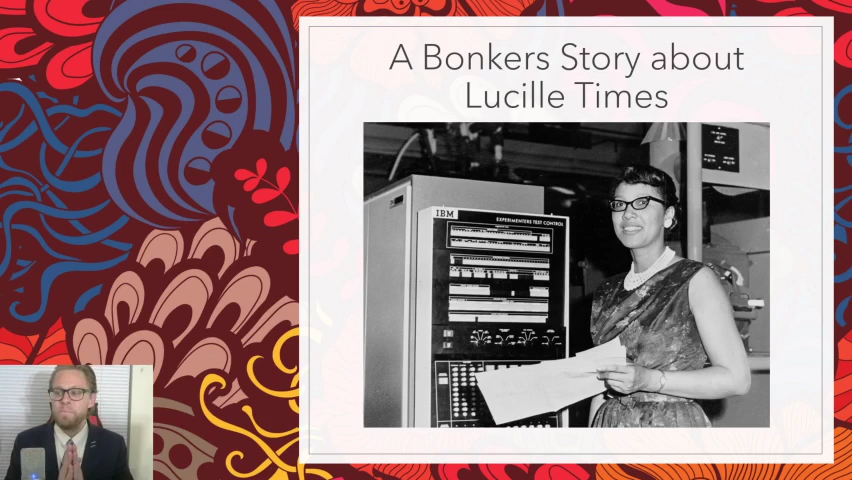 A Bonkers Story about
Lucille Times
IBM
EXPERIMENTERS TEST CONTROL